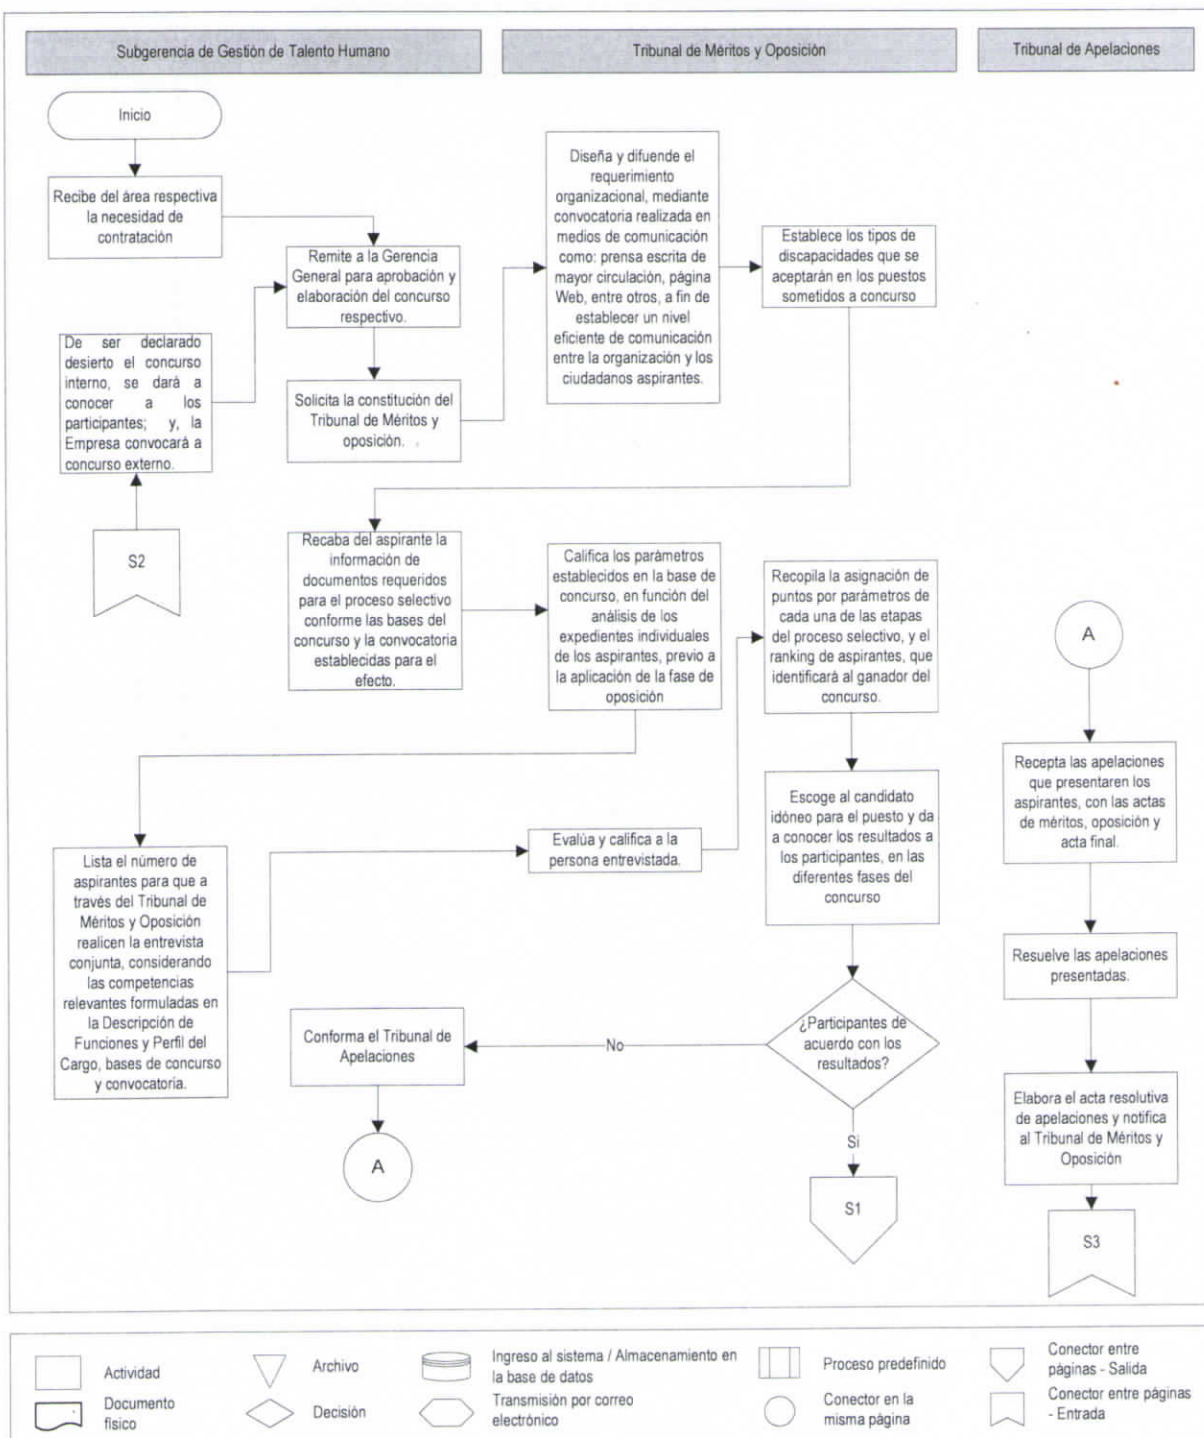 Subgerencia de Gestión de Talento Humano
Tribunal de Méritos y Oposición
Tribunal de Apelaciones
Inicio
Recibe del área respectiva
la necesidad de
contratación
Remite a la Gerencia
General para aprobación y
elaboración del concurso
respectivo.
De ser declarado
desierto el concurso
interno, se dará a
conocer a los
participantes; y, la
Empresa convocará a
concurso externo.
Solicita la constitución del
Tribunal de Méritos y
oposición.
S2
Diseña y difuende el
requerimiento
organizacional, mediante
convocatoria realizada en
medios de comunicación
como: prensa escrita de
mayor circulación, página
Web, entre otros, a fin de
establecer un nivel
eficiente de comunicación
entre la organización y los
ciudadanos aspirantes.
Establece los tipos de
discapacidades que se
aceptarán en los puestos
sometidos a concurso
Recaba del aspirante la
información de
documentos requeridos
para el proceso selectivo
conforme las bases del
concurso y la convocatoria
establecidas para el
efecto.
Califica los parámetros
establecidos en la base de
concurso, en función del
análisis de los
expedientes individuales
de los aspirantes, previo a
la aplicación de la fase de
oposición
Recopila la asignación de
puntos por parámetros de
cada una de las etapas
del proceso selectivo, y el
ranking de aspirantes, que
identificará al ganador del
concurso.
A
Recepta las apelaciones
que presentaren los
aspirantes, con las actas
de méritos, oposición y
acta final.
Escoge al candidato
idóneo para el puesto y da
a conocer los resultados a
los participantes, en las
diferentes fases del
concurso
Evalúa y califica a la
persona entrevistada.
Lista el número de
aspirantes para que a
través del Tribunal de
Méritos y Oposición
realicen la entrevista
conjunta, considerando
las competencias
relevantes formuladas en
la Descripción de
Funciones y Perfil del
Cargo, bases de concurso
y convocatoria.
Resuelve las apelaciones
presentadas.
Conforma el Tribunal de
Apelaciones
No
¿Participantes de
acuerdo con los
resultados?
Elabora el acta resolutiva
de apelaciones y notifica
al Tribunal de Méritos y
Oposición
Si
A
S1
S3
Actividad
Archivo
Ingreso al sistema / Almacenamiento en
la base de datos
Proceso predefinido
Conector entre
páginas - Salida
Documento
físico
Decisión
Transmisión por correo
electrónico
Conector en la
misma página
Conector entre páginas
- Entrada